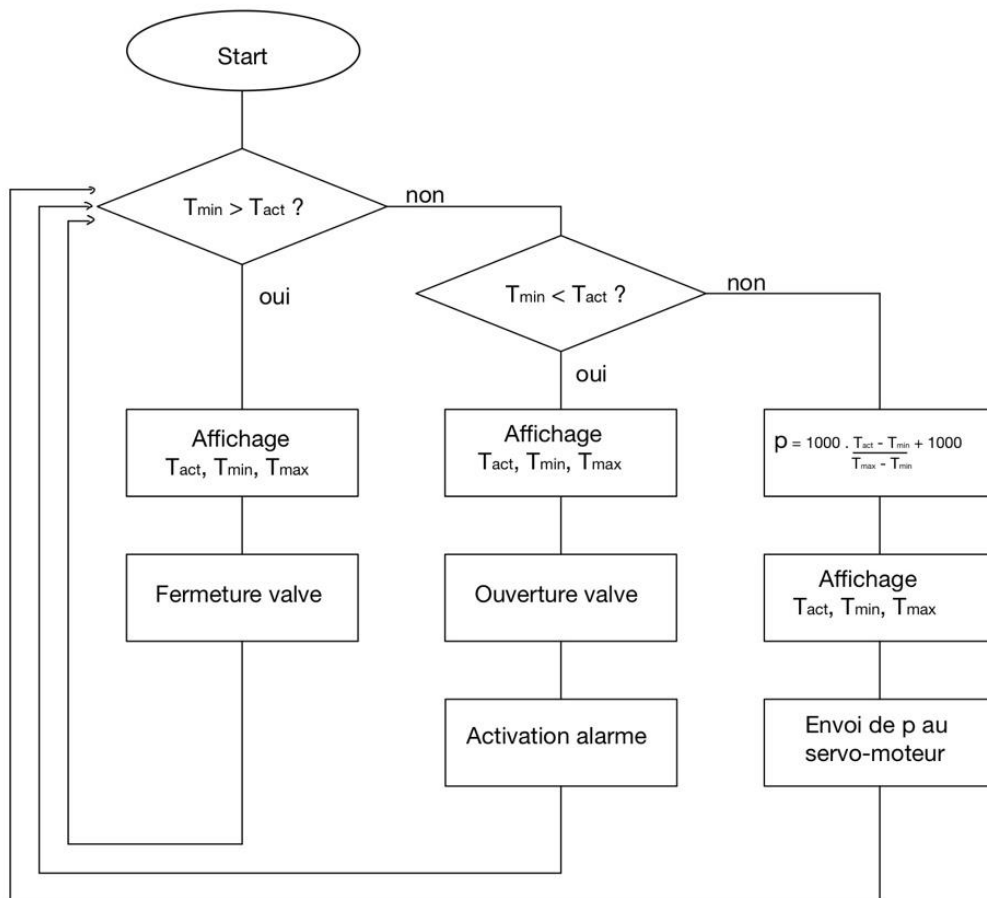 Start
Tmin > Tact ?
non
oui
Tmin < Tact ?
non
oui
Affichage
Tact, Tmin, Tmax
Fermeture valve
Affichage
Tact, Tmin, Tmax
Ouverture valve
Activation alarme
p = 1000 . Tact - Tmin + 1000
Tmax - Tmin
Affichage
Tact, Tmin, Tmax
Envoi de p au
servo-moteur